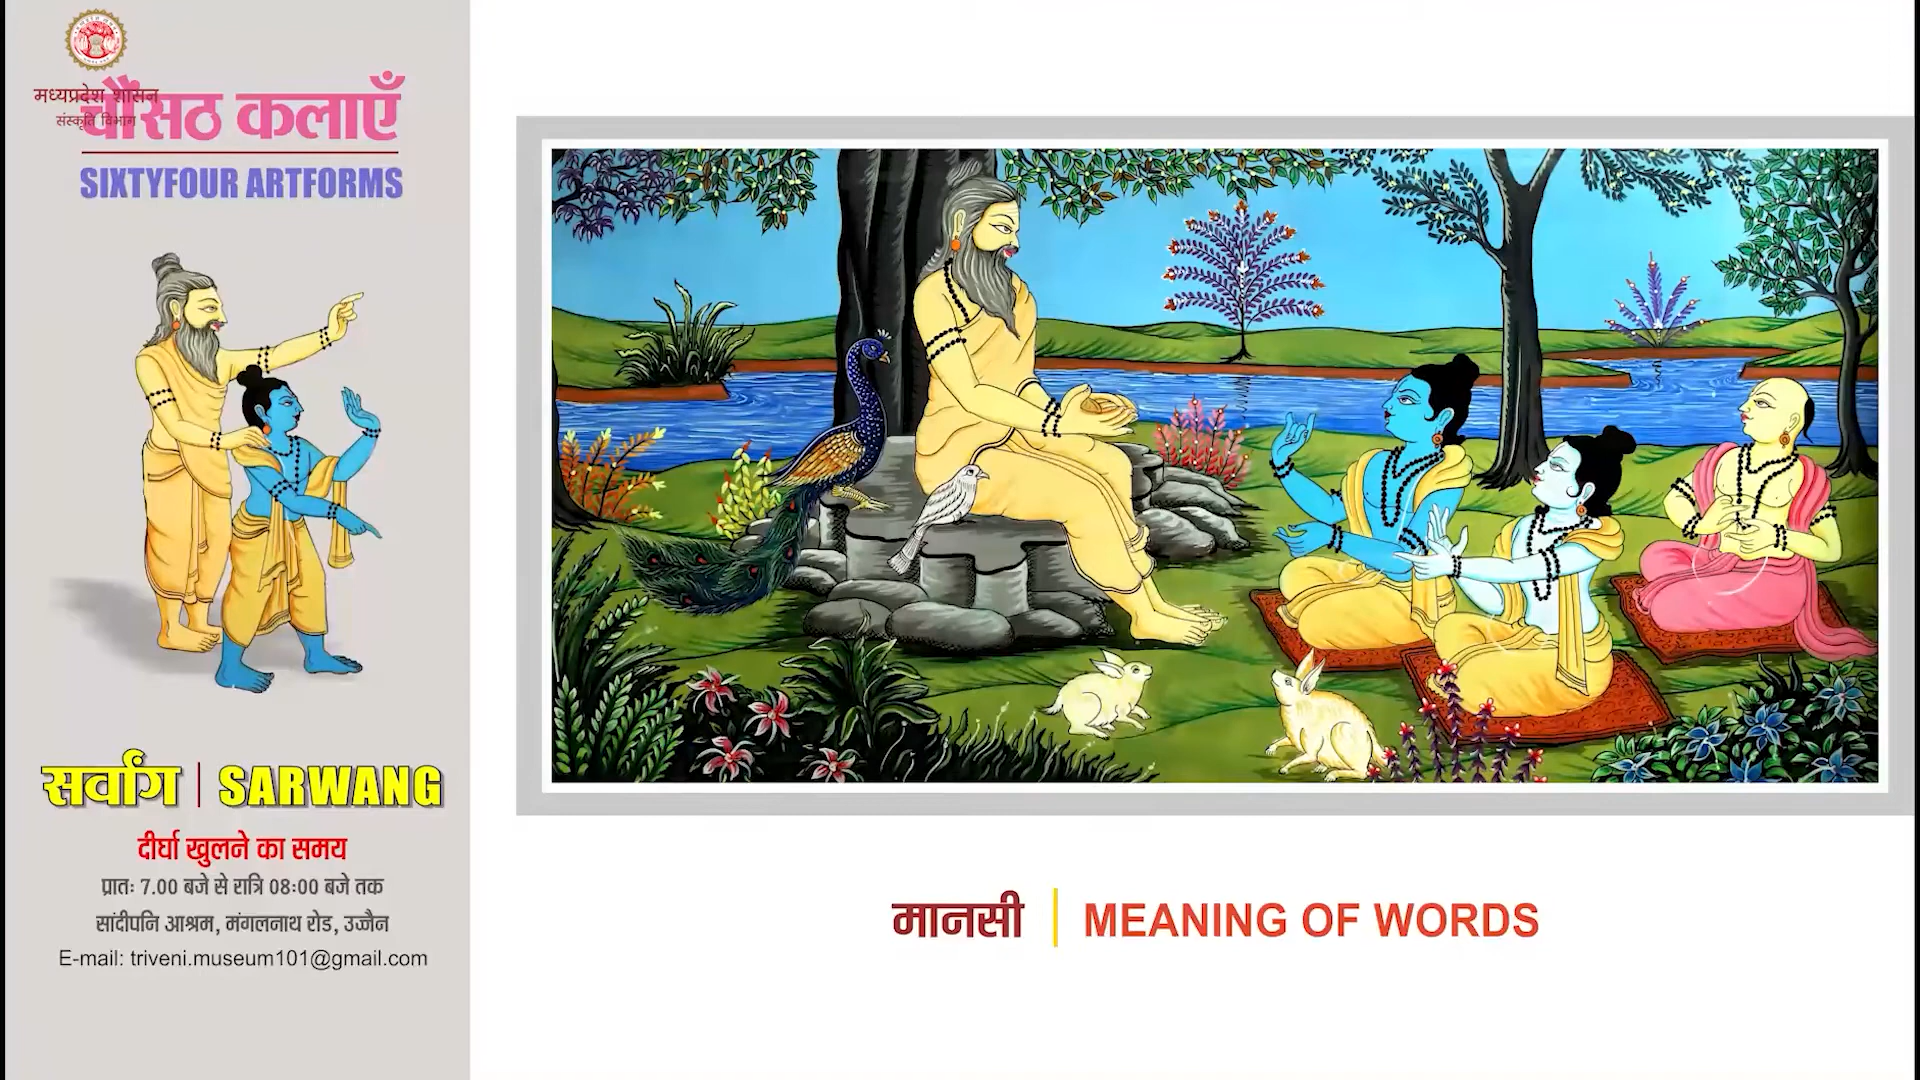 मध्यप्रदेश शासन
संस्कृति विभाग
चौंसठ कलाएँ
SIXTYFOUR ARTFORMS
सर्वांग | SARWANG
दीर्घा खुलने का समय
प्रातः 7.00 बजे से रात्रि 08:00 बजे तक
सांदीपनि आश्रम, मंगलनाथ रोड, उज्जैन
E-mail: triveni.museum101@gmail.com
मानसी | MEANING OF WORDS